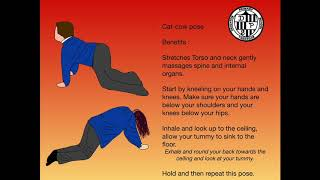 Cat-cow pose
Benefits
Stretches Torso and neck gently
massages spine and internal
organs.
Start by kneeling on your hands and
knees. Make sure your hands are
below your shoulders and your
knees below your hips.
Inhale and look up to the ceiling,
allow your tummy to sink to the
floor.
Exhale and round your back towards the
ceiling and look at your tummy.
Hold and then repeat this pose.